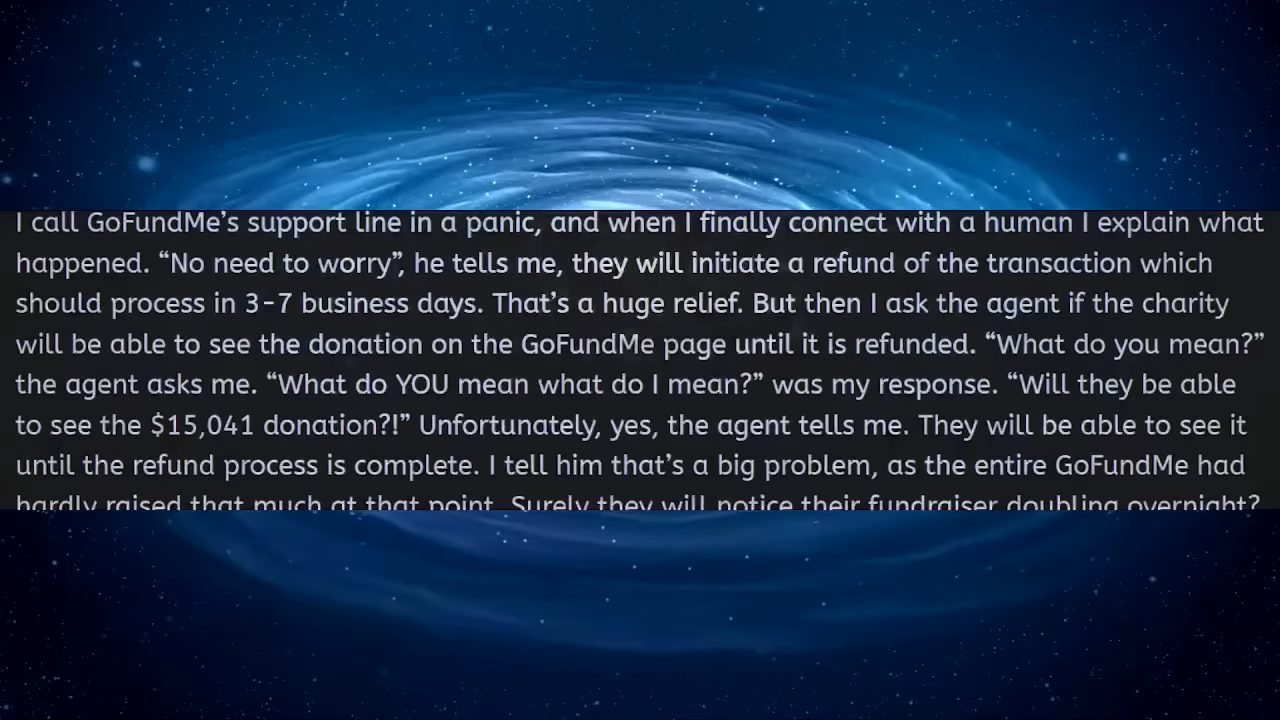 I call GoFundMe’s support line in a panic, and when I finally connect with a human I explain what
happened. “No need to worry”, he tells me, they will initiate a refund of the transaction which
should process in 3-7 business days. That’s a huge relief. But then I ask the agent if the charity
will be able to see the donation on the GoFundMe page until it is refunded. “What do you mean?”
the agent asks me. “What do YOU mean what do I mean?” was my response. “Will they be able
to see the $15,041 donation?!” Unfortunately, yes, the agent tells me. They will be able to see it
until the refund process is complete. I tell him that’s a big problem, as the entire GoFundMe had
hardly raised that much at that point. Surely they will notice their fundraiser doubling overnight?